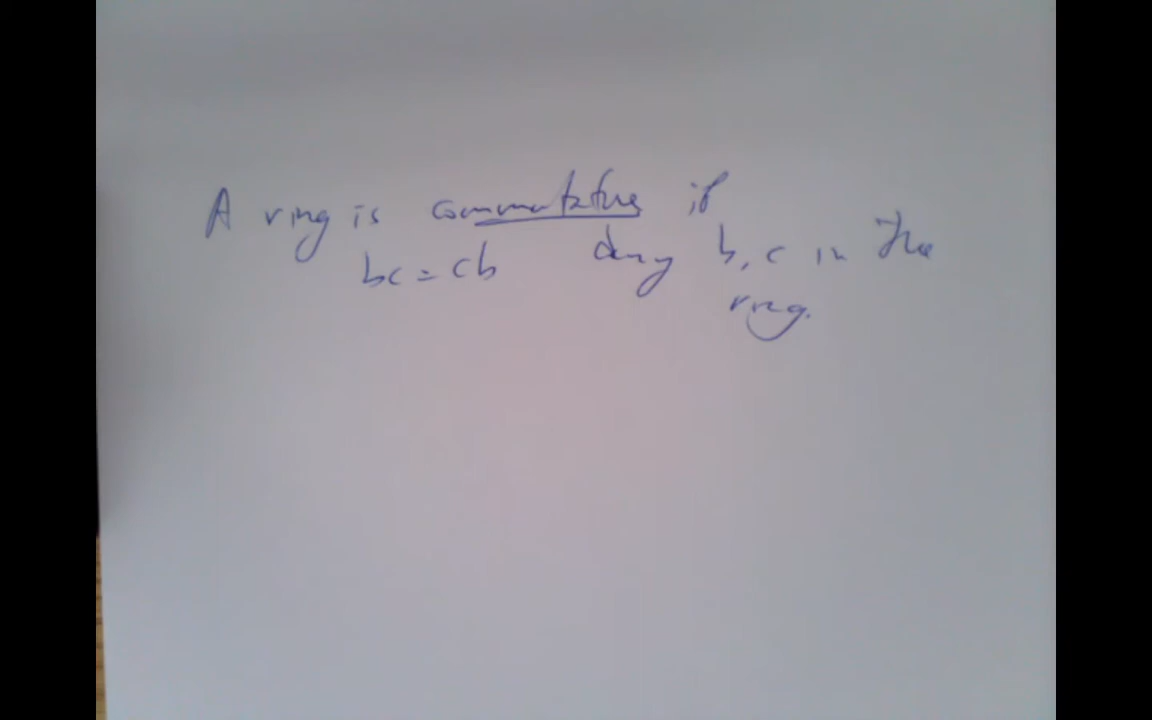 A ring is commutative if
bc = cb any b, c in the
ring.